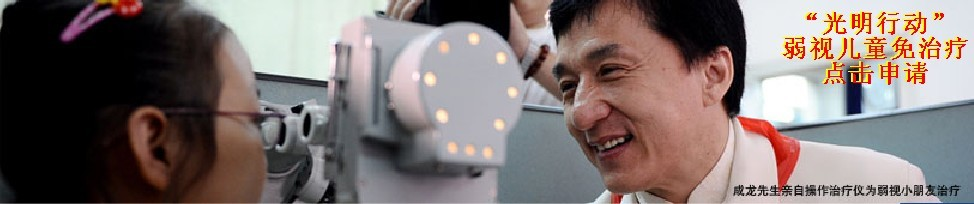 “光明行动”
弱视儿童免治疗
点击申请
成龙先生亲自操作治疗仪为弱视小朋友治疗